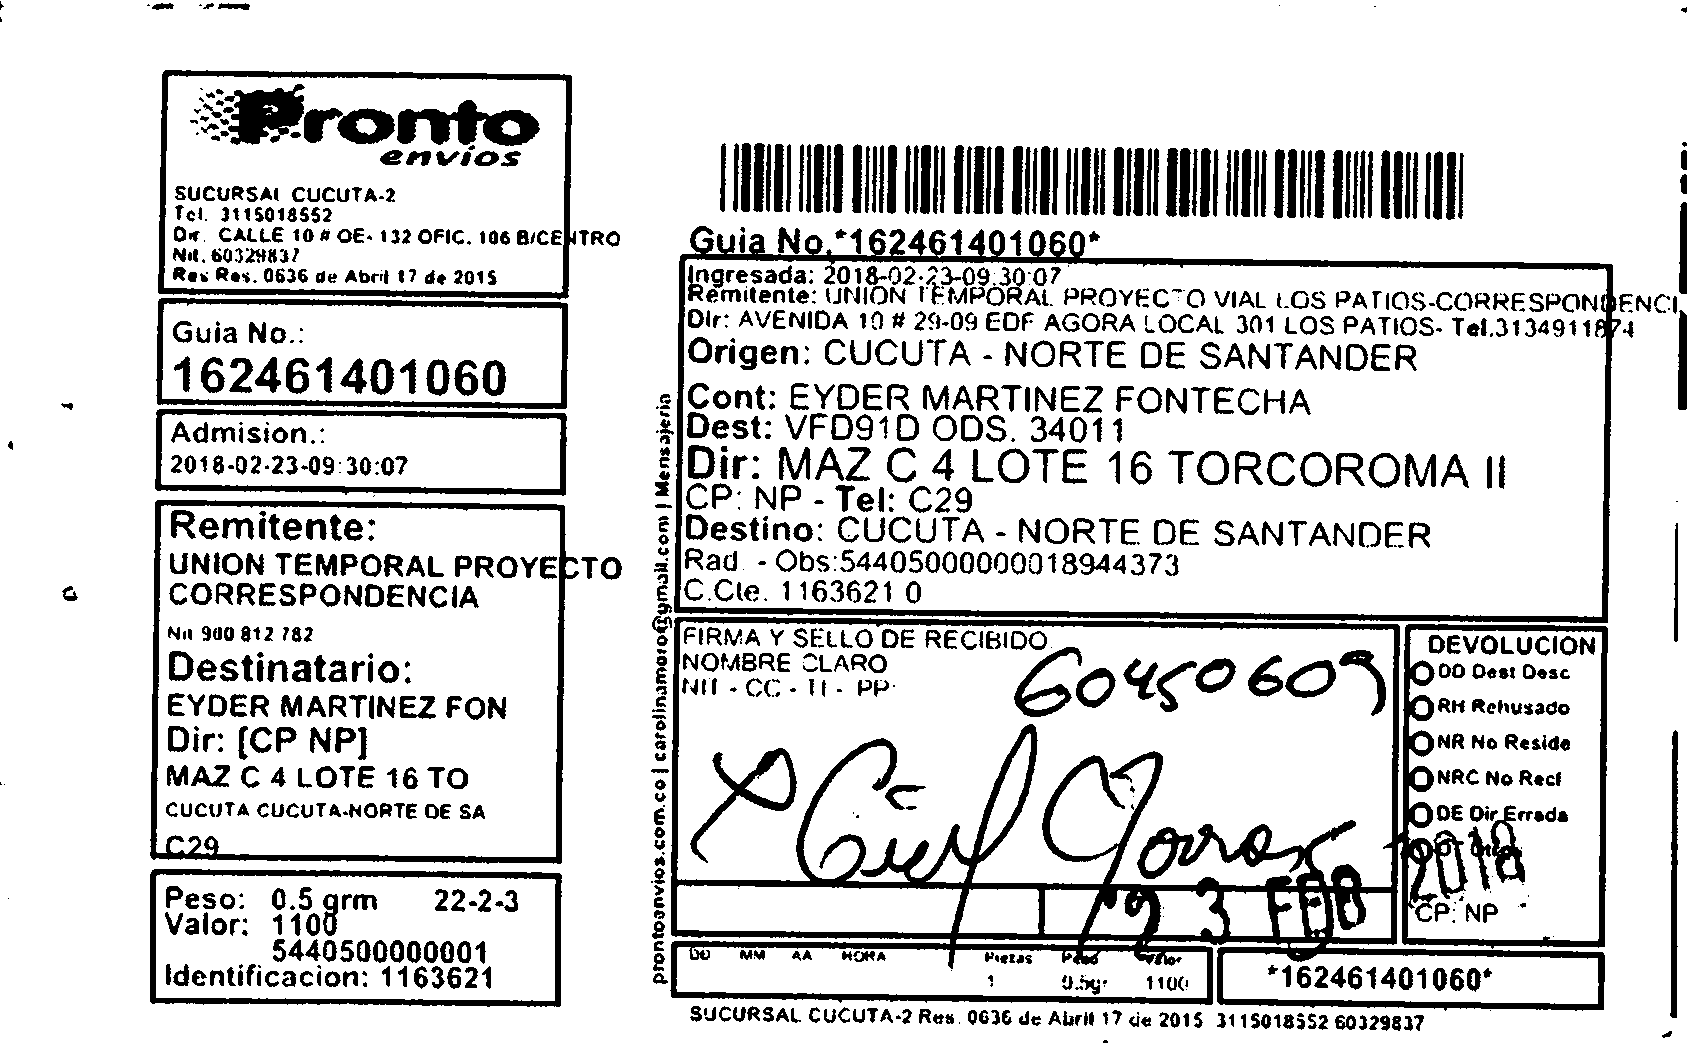 Pronto
envíos
SUCURSAL CUCUTA-2
Tel. 3115018552
Dir. CALLE 10 # OE- 132 OFIC. 106 B/CENTRO
Nit. 60329837
Res Res. 0636 de Abril 17 de 2015
Guia No.:
162461401060
Admision.:
2018-02-23-09:30:07
Remitente:
UNION TEMPORAL PROYECTO
CORRESPONDENCIA
Nit 900 812 782
Destinatario:
EYDER MARTINEZ FON
Dir: [CP NP]
MAZ C 4 LOTE 16 TO
CUCUTA CUCUTA-NORTE DE SA
C29
Peso: 0.5 grm 22-2-3
Valor: 1100
5440500000001
Identificacion: 1163621
prontoenvios.com.co | carolinamaro@gmail.com | Mensajeria
Guia No.*162461401060*
Ingresada: 2018-02-23-09:30:07
Remitente: UNION TEMPORAL PROYECTO VIAL LOS PATIOS-CORRESPONDENCI
Dir: AVENIDA 10 # 29-09 EDF AGORA LOCAL 301 LOS PATIOS- Tel.3134911874
Origen: CUCUTA - NORTE DE SANTANDER
Cont: EYDER MARTINEZ FONTECHA
Dest: VFD91D ODS. 34011
Dir: MAZ C 4 LOTE 16 TORCOROMA II
CP: NP - Tel: C29
Destino: CUCUTA - NORTE DE SANTANDER
Rad. - Obs:54405000000018944373
C.Cte. 1163621 0
FIRMA Y SELLO DE RECIBIDO
NOMBRE CLARO
NIT - CC - TI - PP:
60450609
23 FEB 2018
DEVOLUCION
DD Dest Desc
RH Rehusado
NR No Reside
NRC No Recl
DE Dir Errada
CP: NP
DD MM AA HORA Piezas Peso Valor
1 0.5gr 1100
*162461401060*
SUCURSAL CUCUTA-2 Res. 0636 de Abril 17 de 2015 3115018552 60329837